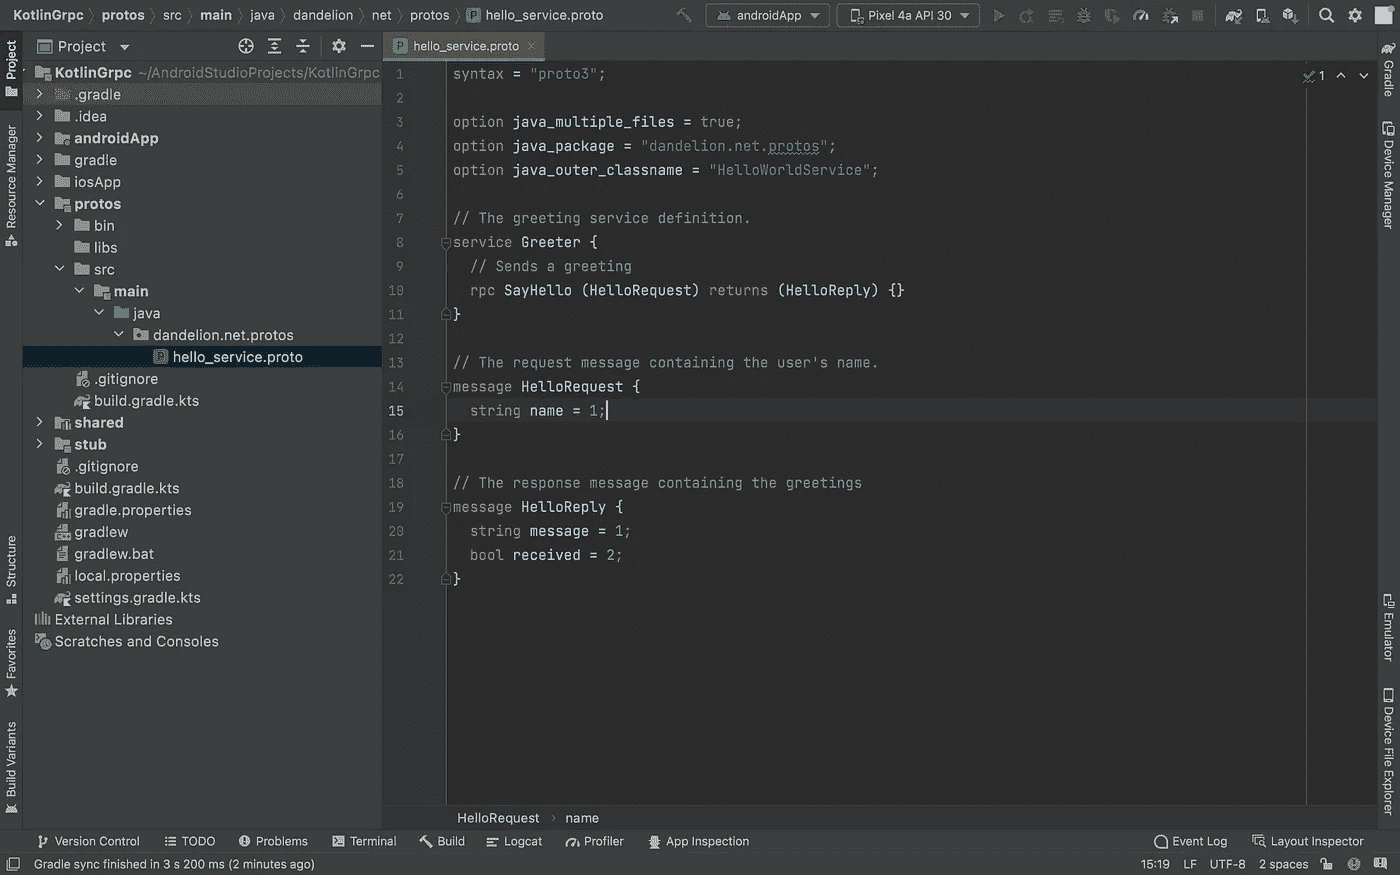 KotlinGrpc protos src main java dandelion net protos hello_service.proto androidApp Pixel 4a API 30
Project
Resource Manager
Structure
Favorites
Build Variants
Project
KotlinGrpc ~/AndroidStudioProjects/KotlinGrpc
.gradle
.idea
androidApp
gradle
iosApp
protos
bin
libs
src
main
java
dandelion.net.protos
hello_service.proto
.gitignore
build.gradle.kts
shared
stub
.gitignore
build.gradle.kts
gradle.properties
gradlew
gradlew.bat
local.properties
settings.gradle.kts
External Libraries
Scratches and Consoles
hello_service.proto
1 syntax = "proto3";
1
2
3 option java_multiple_files = true;
4 option java_package = "dandelion.net.protos";
5 option java_outer_classname = "HelloWorldService";
6
7 // The greeting service definition.
8 service Greeter {
9 // Sends a greeting
10 rpc SayHello (HelloRequest) returns (HelloReply) {}
11 }
12
13 // The request message containing the user's name.
14 message HelloRequest {
15 string name = 1;
16 }
17
18 // The response message containing the greetings
19 message HelloReply {
20 string message = 1;
21 bool received = 2;
22 }
HelloRequest name
Gradle
Device Manager
Emulator
Device File Explorer
Version Control TODO Problems Terminal Build Logcat Profiler App Inspection Event Log Layout Inspector
Gradle sync finished in 3 s 200 ms (2 minutes ago) 15:19 LF UTF-8 2 spaces